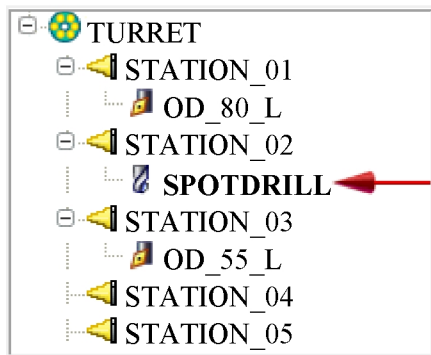 TURRET
STATION_01
OD_80_L
STATION_02
SPOTDRILL
STATION_03
OD_55_L
STATION_04
STATION_05